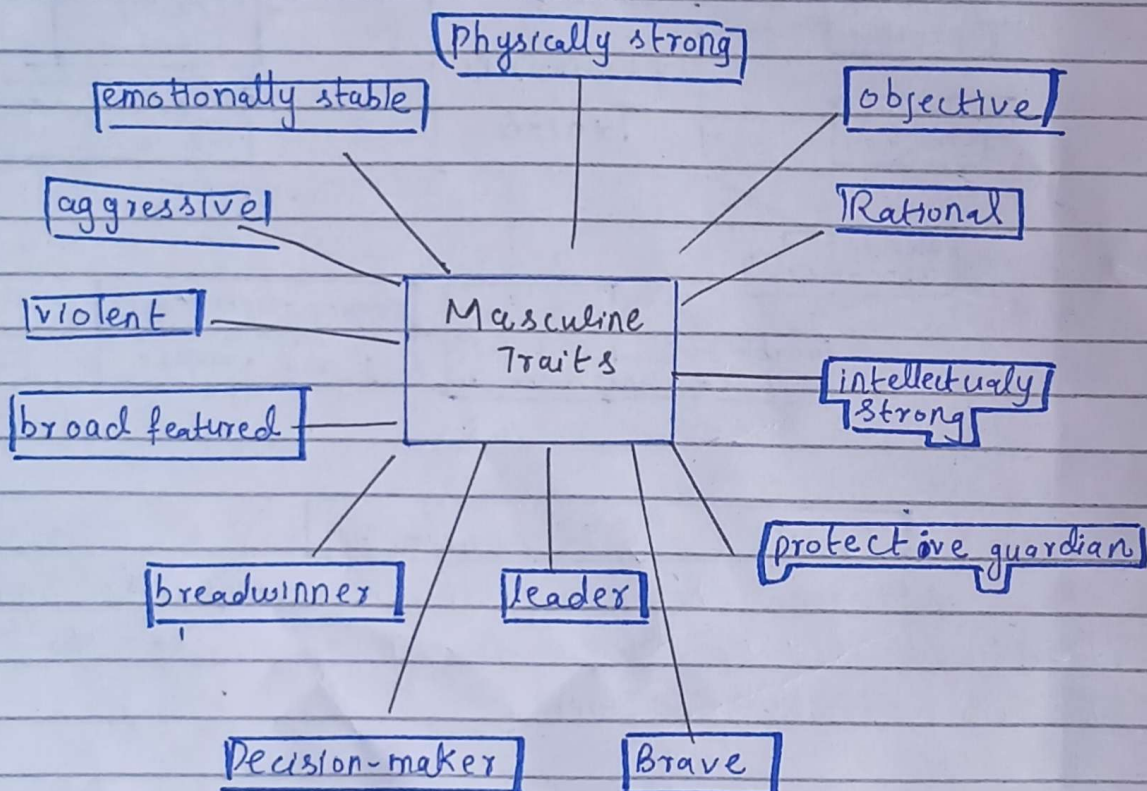 Physically strong
emotionally stable
objective
aggressive
Rational
violent
Masculine
Traits
intellectualy
strong
broad featured
protective guardian
breadwinner
leader
Decision-maker
Brave